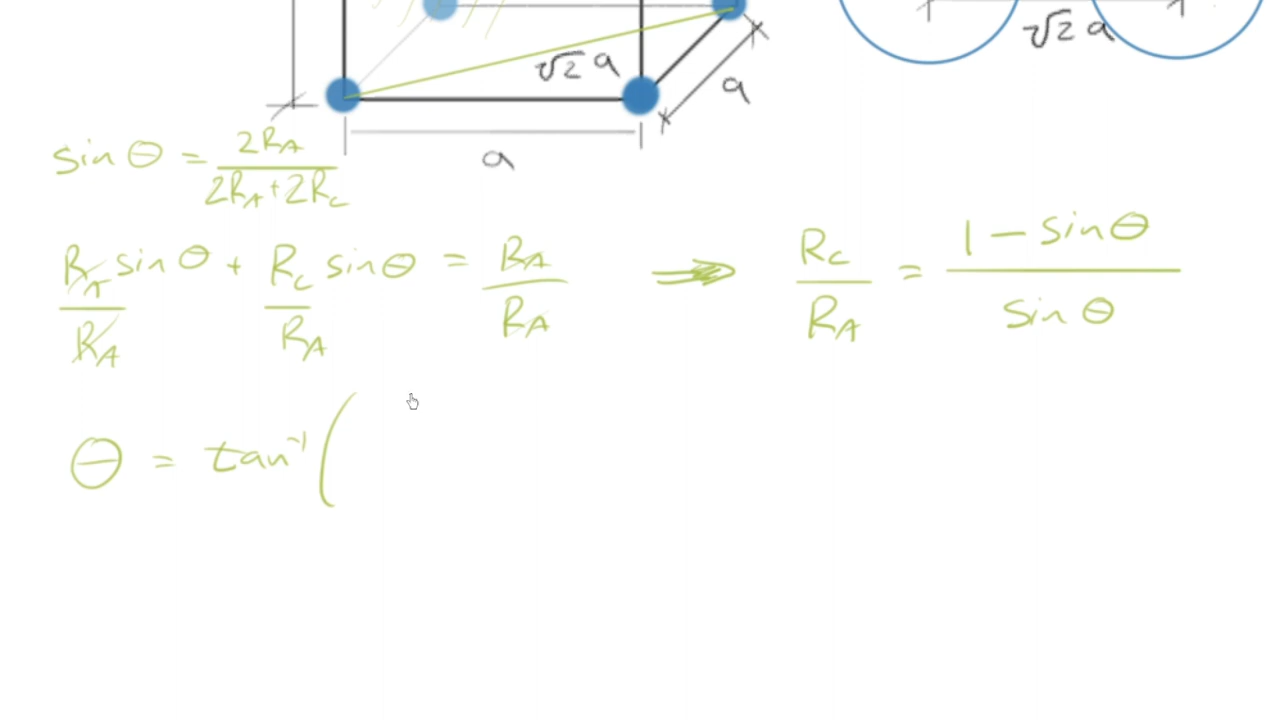 √2 a
√2 a
a
a
sin θ = 2R_A / 2R_A + 2R_C
R_A sin θ / R_A + R_C sin θ / R_A = R_A / R_A ⇒ R_C / R_A = 1 − sin θ / sin θ
θ = tan⁻¹ (